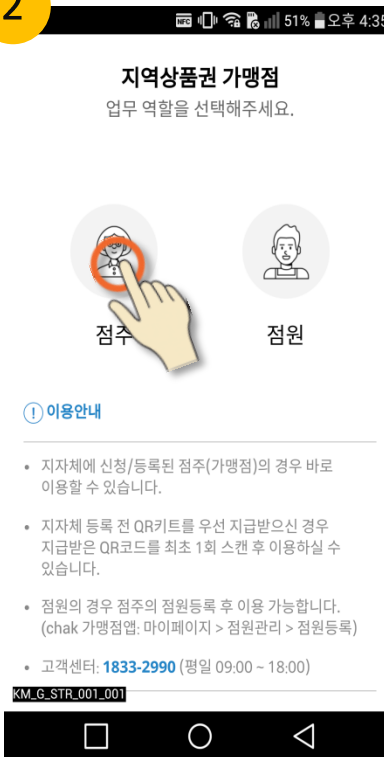 2
NFC 51% 오후 4:35
지역상품권 가맹점
업무 역할을 선택해주세요.
점주 점원
! 이용안내
• 지자체에 신청/등록된 점주(가맹점)의 경우 바로
이용할 수 있습니다.
• 지자체 등록 전 QR키트를 우선 지급받으신 경우
지급받은 QR코드를 최초 1회 스캔 후 이용하실 수
있습니다.
• 점원의 경우 점주의 점원등록 후 이용 가능합니다.
(chak 가맹점앱: 마이페이지 > 점원관리 > 점원등록)
• 고객센터: 1833-2990 (평일 09:00 ~ 18:00)
KM_G_STR_001_001